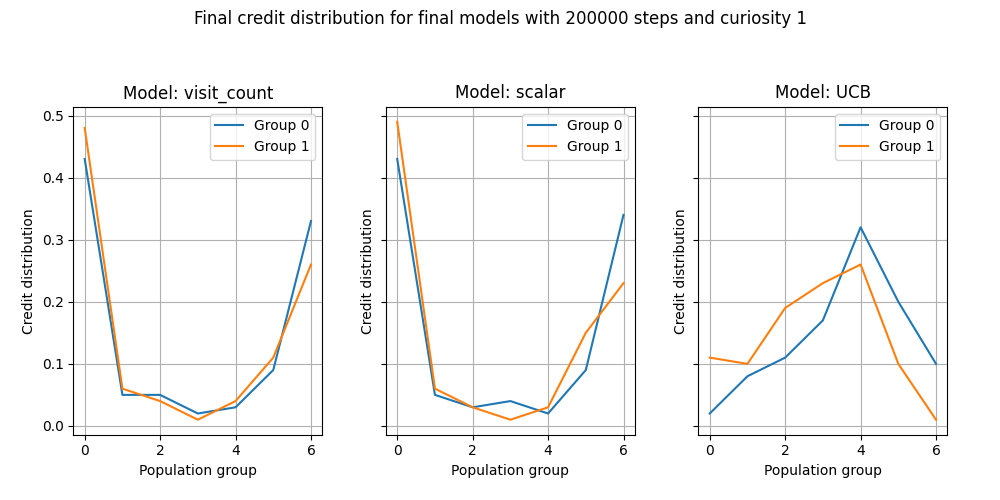 Final credit distribution for final models with 200000 steps and curiosity 1
Model: visit_count
Group 0
Group 1
0.5
0.4
0.3
0.2
0.1
0.0
Credit distribution
0 2 4 6
Population group
Model: scalar
Group 0
Group 1
Credit distribution
0 2 4 6
Population group
Model: UCB
Group 0
Group 1
Credit distribution
0 2 4 6
Population group